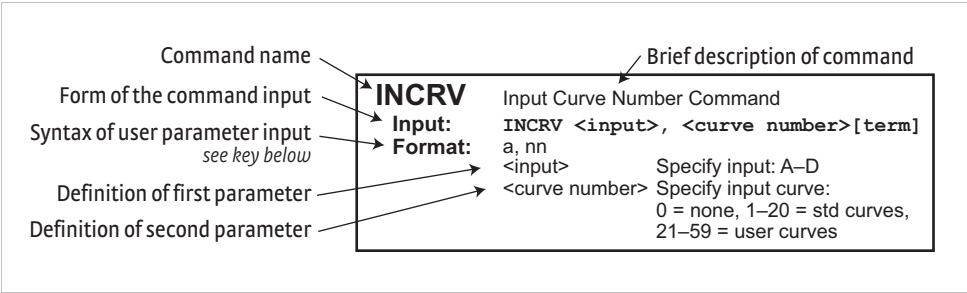 Command name
Brief description of command
Form of the command input
Syntax of user parameter input
see key below
Definition of first parameter
Definition of second parameter
INCRV Input Curve Number Command
Input: INCRV <input>, <curve number>[term]
Format: a, nn
<input> Specify input: A–D
<curve number> Specify input curve:
0 = none, 1–20 = std curves,
21–59 = user curves